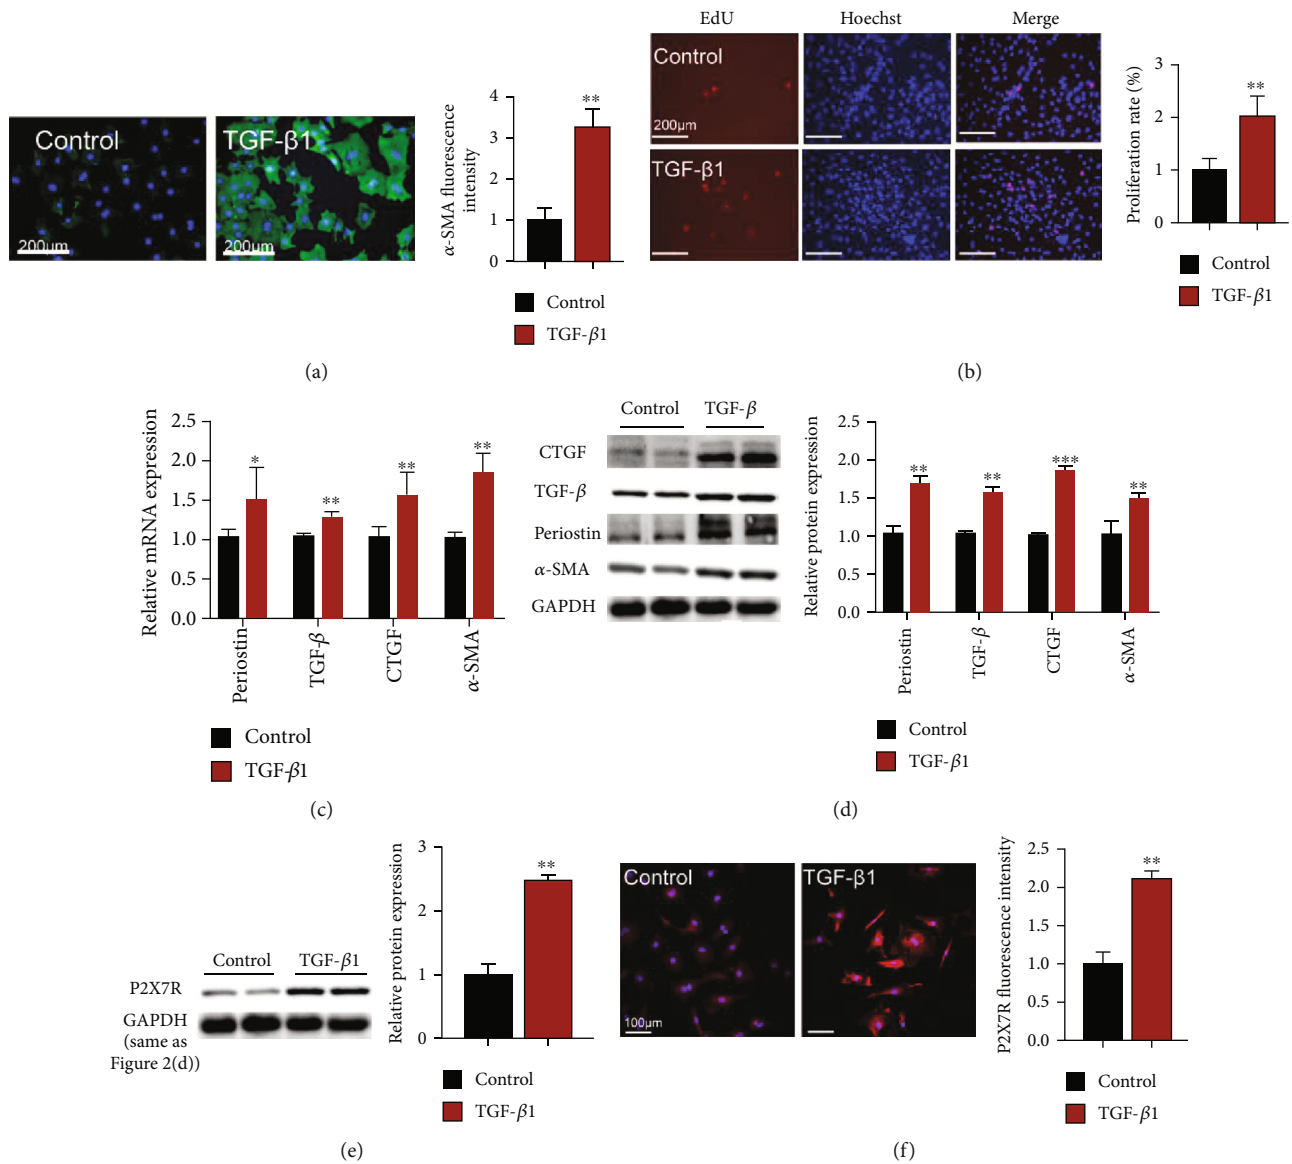 Control
200μm
TGF-β1
200μm
α-SMA fluorescence
intensity
4
3
2
1
0
**
Control
TGF-β1
(a)
EdU
Hoechst
Merge
Control
200μm
TGF-β1
Proliferation rate (%)
3
2
1
0
**
Control
TGF-β1
(b)
Relative mRNA expression
2.5
2.0
1.5
1.0
0.5
0.0
*
**
**
**
Periostin
TGF-β
CTGF
α-SMA
Control
TGF-β1
(c)
Control
TGF-β
CTGF
TGF-β
Periostin
α-SMA
GAPDH
Relative protein expression
2.5
2.0
1.5
1.0
0.5
0.0
**
**
***
**
Periostin
TGF-β
CTGF
α-SMA
Control
TGF-β1
(d)
Control
TGF-β1
P2X7R
GAPDH
(same as
Figure 2(d))
Relative protein expression
3
2
1
0
**
Control
TGF-β1
(e)
Control
100μm
TGF-β1
P2X7R fluorescence intensity
2.5
2.0
1.5
1.0
0.5
0.0
**
Control
TGF-β1
(f)